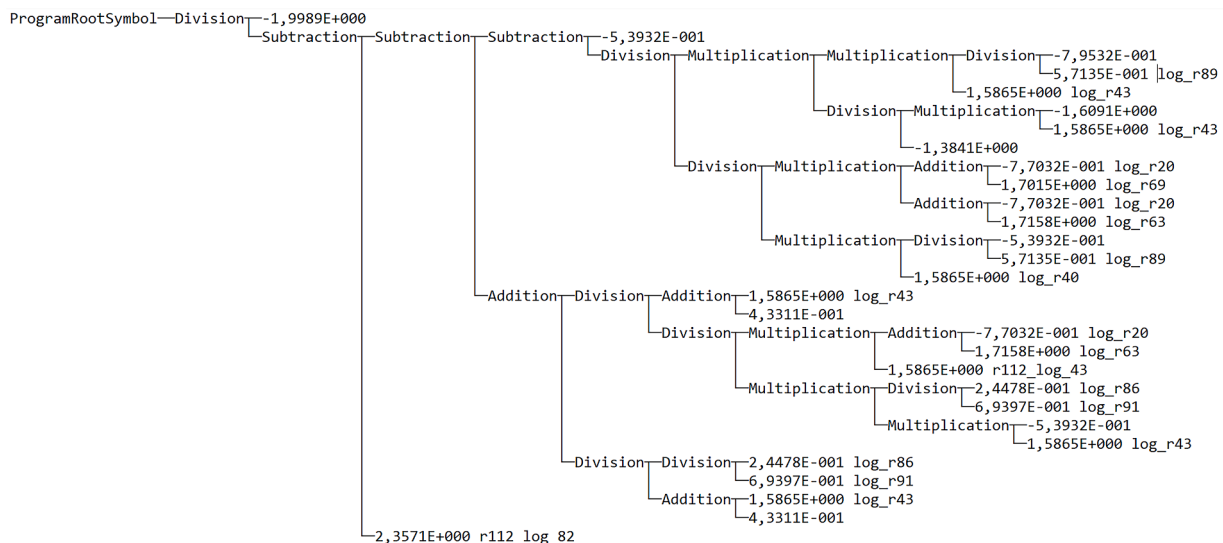 ProgramRootSymbol Division -1,9989E+000
Subtraction Subtraction Subtraction -5,3932E-001
Division Multiplication Multiplication Division -7,9532E-001
5,7135E-001 log_r89
1,5865E+000 log_r43
Division Multiplication -1,6091E+000
1,5865E+000 log_r43
-1,3841E+000
Division Multiplication Addition -7,7032E-001 log_r20
1,7015E+000 log_r69
Addition -7,7032E-001 log_r20
1,7158E+000 log_r63
Multiplication Division -5,3932E-001
5,7135E-001 log_r89
1,5865E+000 log_r40
Addition Division Addition 1,5865E+000 log_r43
4,3311E-001
Division Multiplication Addition -7,7032E-001 log_r20
1,7158E+000 log_r63
1,5865E+000 r112_log_43
Multiplication Division 2,4478E-001 log_r86
6,9397E-001 log_r91
Multiplication -5,3932E-001
1,5865E+000 log_r43
Division Division 2,4478E-001 log_r86
6,9397E-001 log_r91
Addition 1,5865E+000 log_r43
4,3311E-001
2,3571E+000 r112 log 82